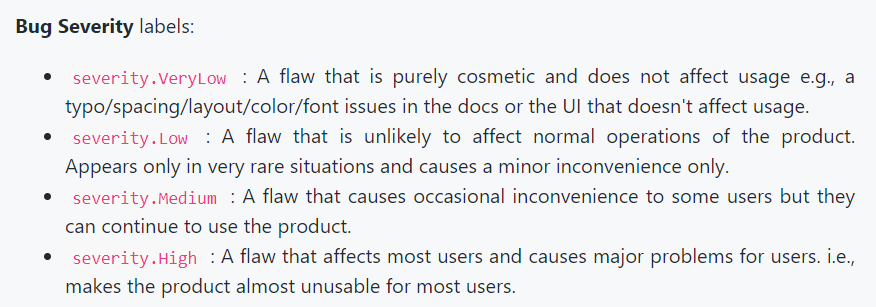 Bug Severity labels:
• severity.VeryLow : A flaw that is purely cosmetic and does not affect usage e.g., a
typo/spacing/layout/color/font issues in the docs or the UI that doesn't affect usage.
• severity.Low : A flaw that is unlikely to affect normal operations of the product.
Appears only in very rare situations and causes a minor inconvenience only.
• severity.Medium : A flaw that causes occasional inconvenience to some users but they
can continue to use the product.
• severity.High : A flaw that affects most users and causes major problems for users. i.e.,
makes the product almost unusable for most users.